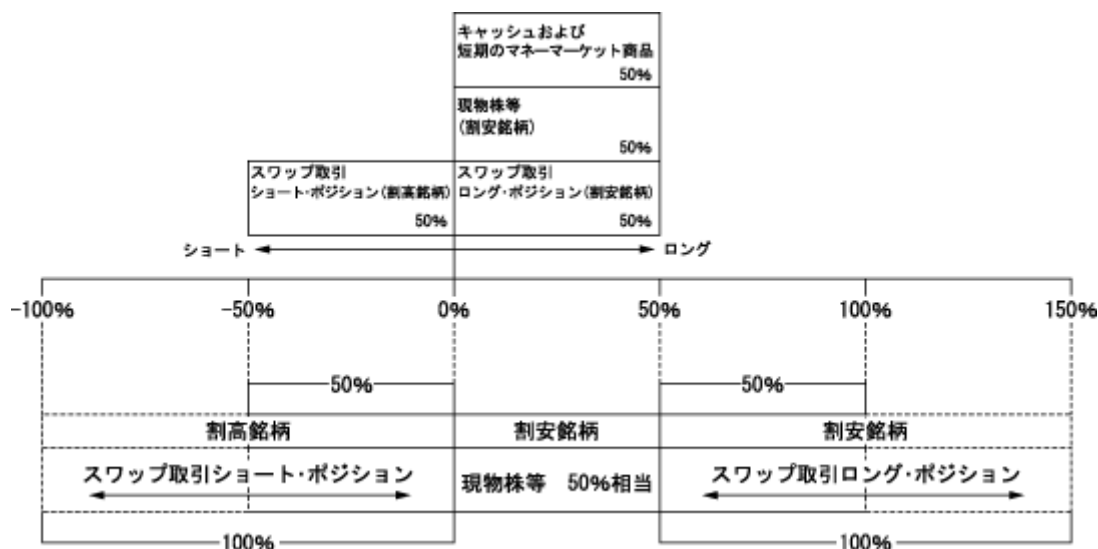 キャッシュおよび
短期のマネーマーケット商品
50%
現物株等
(割安銘柄)
50%
スワップ取引
ショート・ポジション(割高銘柄)
50%
スワップ取引
ロング・ポジション(割安銘柄)
50%
ショート
ロング
-100%
-50%
0%
50%
100%
150%
50%
50%
割高銘柄
割安銘柄
割安銘柄
スワップ取引ショート・ポジション
現物株等 50%相当
スワップ取引ロング・ポジション
100%
100%